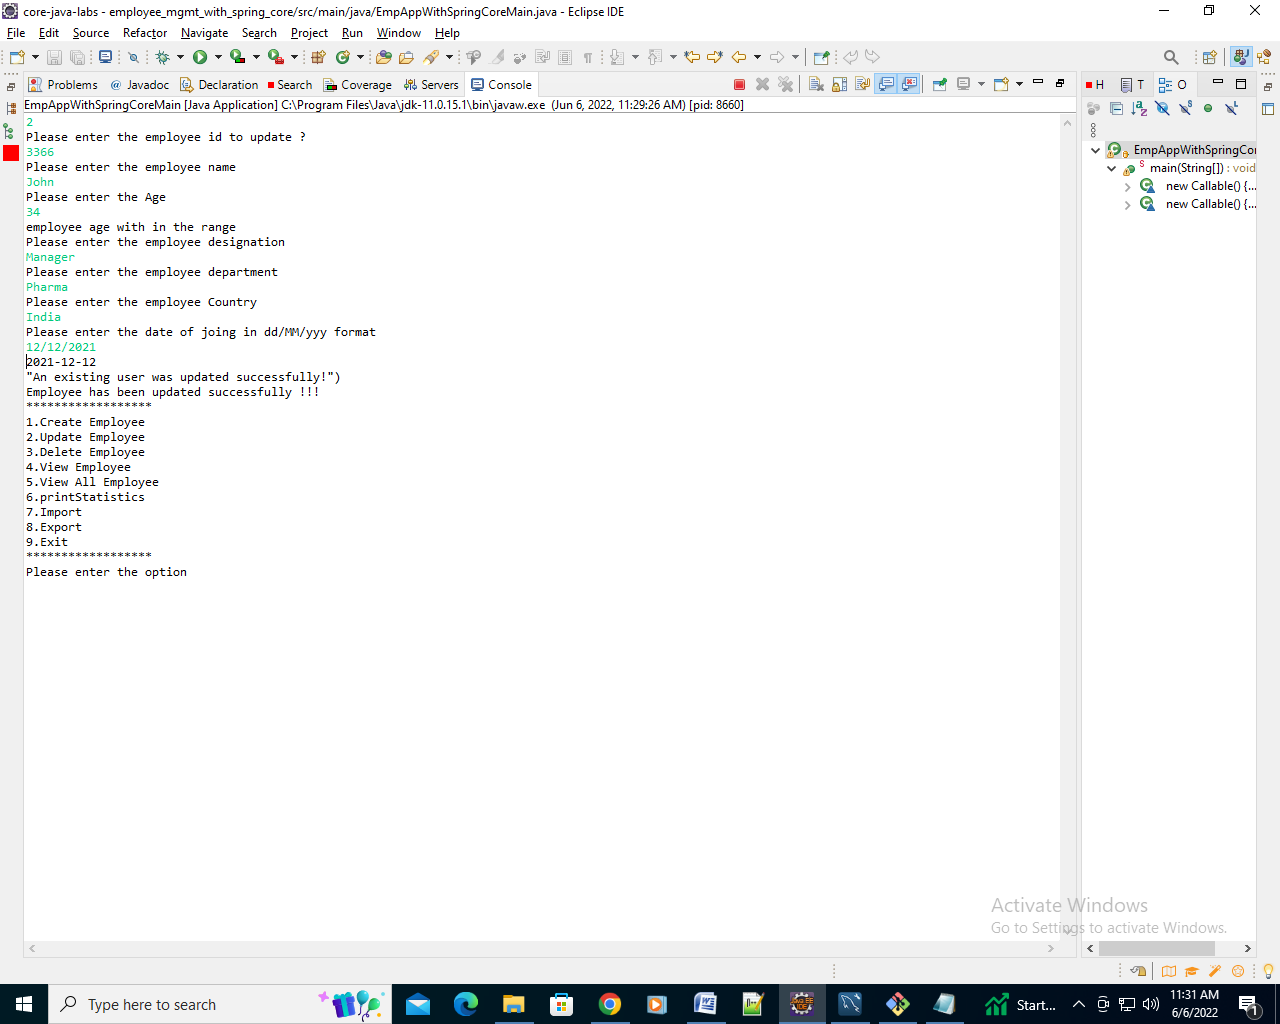 core-java-labs - employee_mgmt_with_spring_core/src/main/java/EmpAppWithSpringCoreMain.java - Eclipse IDE
File Edit Source Refactor Navigate Search Project Run Window Help
Problems @ Javadoc Declaration Search Coverage Servers Console
H T O
EmpAppWithSpringCoreMain [Java Application] C:\Program Files\Java\jdk-11.0.15.1\bin\javaw.exe (Jun 6, 2022, 11:29:26 AM) [pid: 8660]
2
Please enter the employee id to update ?
3366
Please enter the employee name
John
Please enter the Age
34
employee age with in the range
Please enter the employee designation
Manager
Please enter the employee department
Pharma
Please enter the employee Country
India
Please enter the date of joing in dd/MM/yyy format
12/12/2021
2021-12-12
"An existing user was updated successfully!")
Employee has been updated successfully !!!
******************
1.Create Employee
2.Update Employee
3.Delete Employee
4.View Employee
5.View All Employee
6.printStatistics
7.Import
8.Export
9.Exit
******************
Please enter the option
EmpAppWithSpringCor
main(String[]) : void
new Callable() {...
new Callable() {...
Activate Windows
Go to Settings to activate Windows.
Type here to search
Start...
11:31 AM
6/6/2022
1